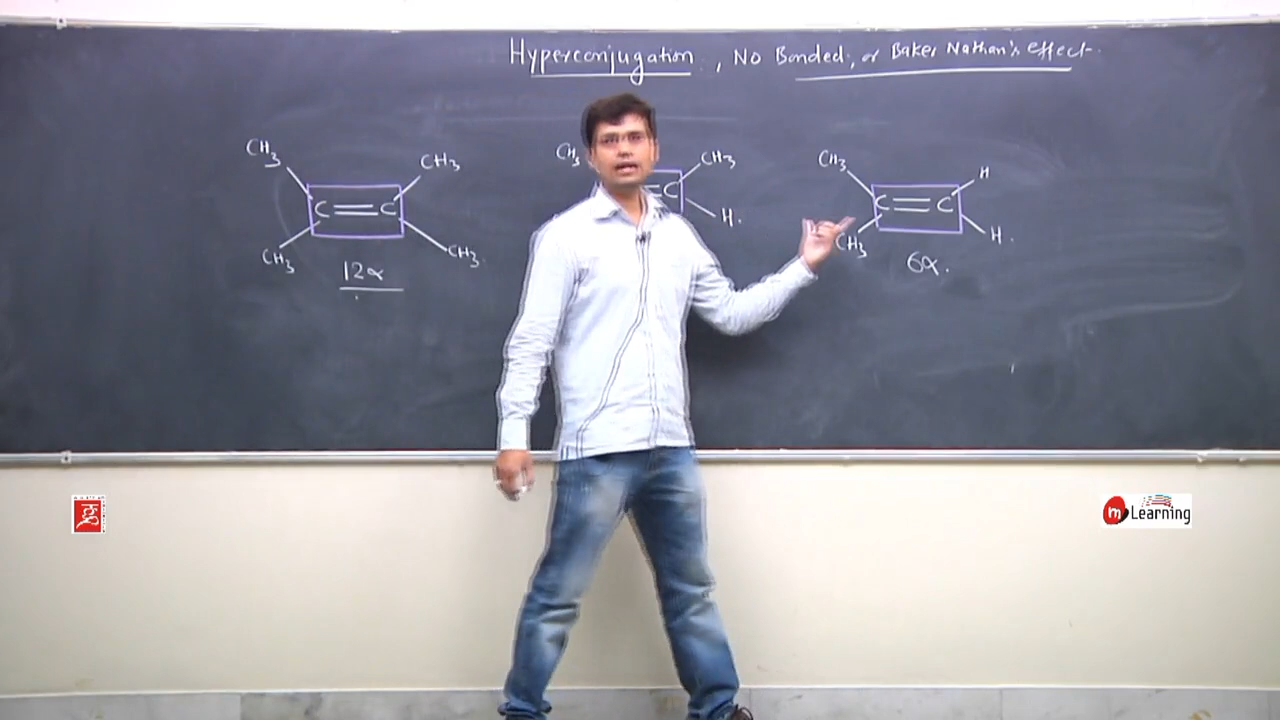 Hyperconjugation, No Bonded, or Baker Nathan's effect.
CH3 CH3
C=C
CH3 CH3
12α
CH3 CH3
C
H.
CH3 H
C=C
CH3 H.
6α.
m Learning